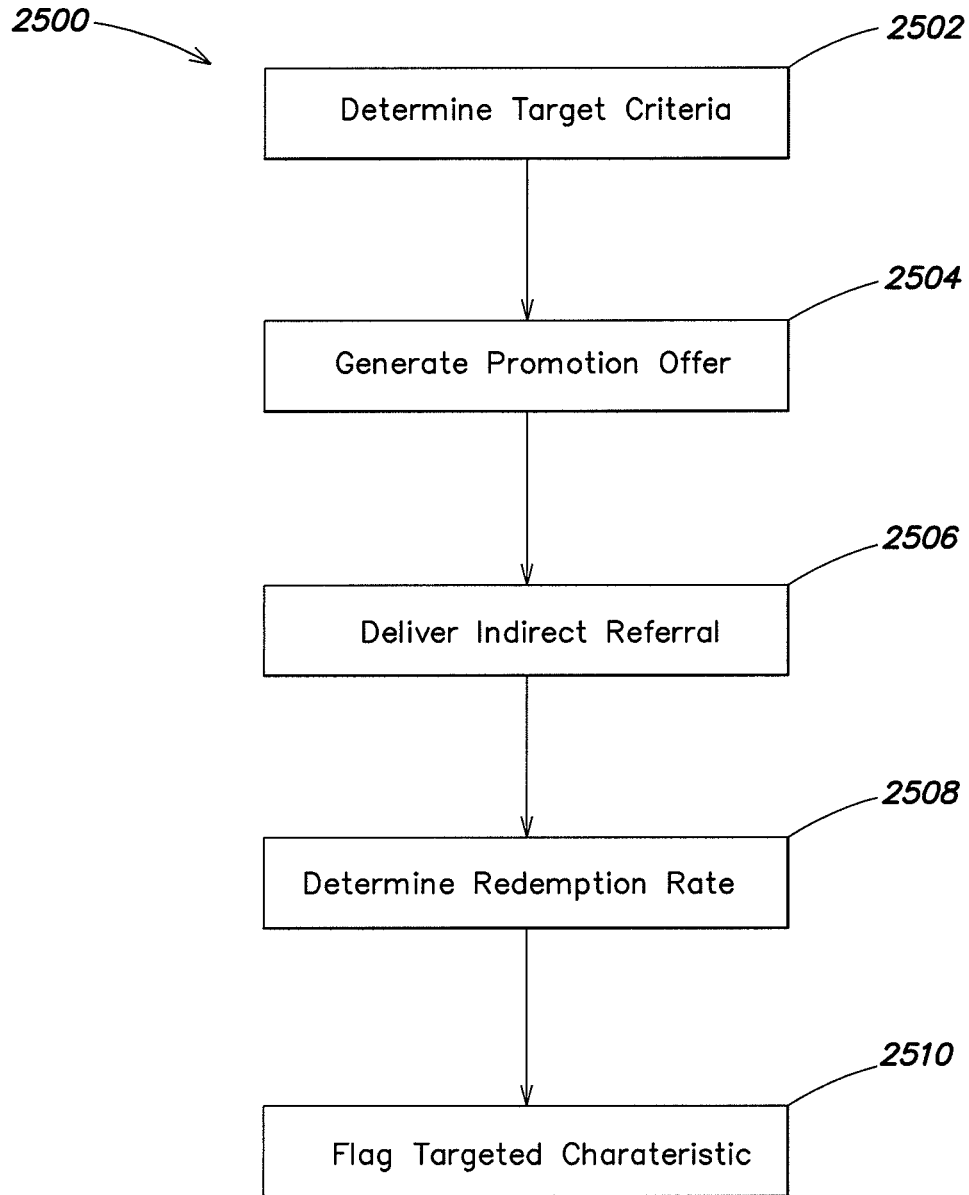 2500
2502
Determine Target Criteria
2504
Generate Promotion Offer
2506
Deliver Indirect Referral
2508
Determine Redemption Rate
2510
Flag Targeted Charateristic